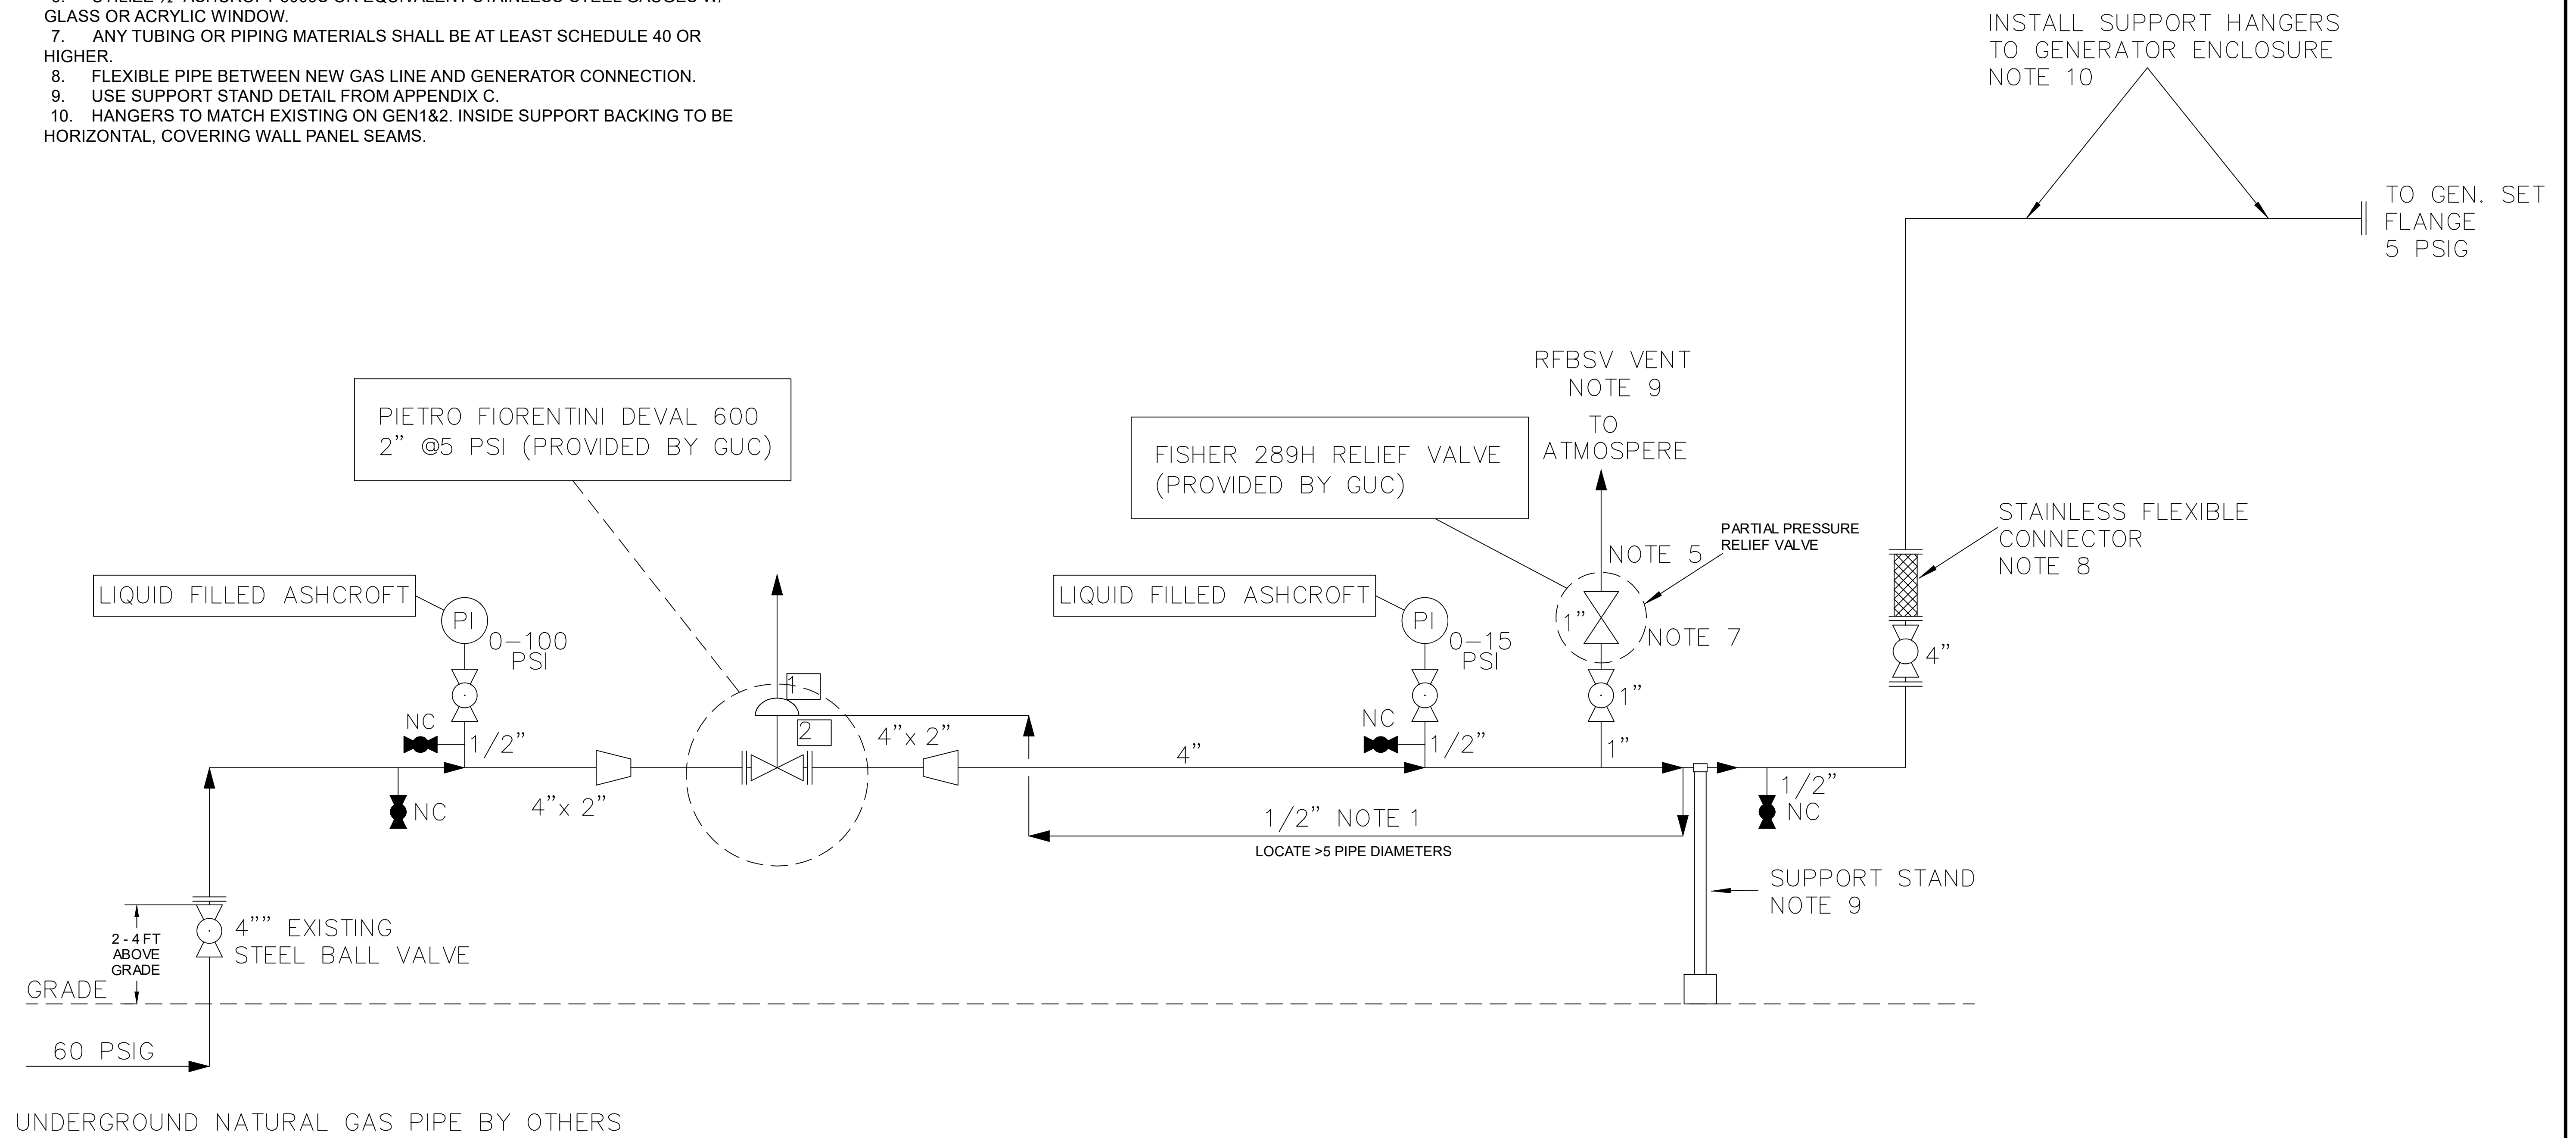 GLASS OR ACRYLIC WINDOW.
7. ANY TUBING OR PIPING MATERIALS SHALL BE AT LEAST SCHEDULE 40 OR
HIGHER.
8. FLEXIBLE PIPE BETWEEN NEW GAS LINE AND GENERATOR CONNECTION.
9. USE SUPPORT STAND DETAIL FROM APPENDIX C.
10. HANGERS TO MATCH EXISTING ON GEN1&2. INSIDE SUPPORT BACKING TO BE
HORIZONTAL, COVERING WALL PANEL SEAMS.
INSTALL SUPPORT HANGERS
TO GENERATOR ENCLOSURE
NOTE 10
TO GEN. SET
FLANGE
5 PSIG
RFBSV VENT
NOTE 9
TO
ATMOSPERE
PIETRO FIORENTINI DEVAL 600
2” @5 PSI (PROVIDED BY GUC)
FISHER 289H RELIEF VALVE
(PROVIDED BY GUC)
STAINLESS FLEXIBLE
CONNECTOR
NOTE 8
PARTIAL PRESSURE
RELIEF VALVE
NOTE 5
LIQUID FILLED ASHCROFT
PI
0-100
PSI
LIQUID FILLED ASHCROFT
PI
0-15
PSI
1”
NOTE 7
4”
1
2
NC
1/2”
4”x 2”
4”
NC
1/2”
1”
1”
NC
4”x 2”
1/2” NOTE 1
LOCATE >5 PIPE DIAMETERS
1/2”
NC
SUPPORT STAND
NOTE 9
4”” EXISTING
STEEL BALL VALVE
2 - 4 FT
ABOVE
GRADE
GRADE
60 PSIG
UNDERGROUND NATURAL GAS PIPE BY OTHERS